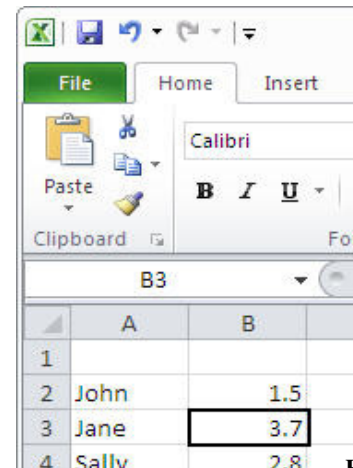 File Home Insert
Calibri
Paste
B I U
Clipboard Fo
B3
A B
1
2 John 1.5
3 Jane 3.7
4 Sally 2.8